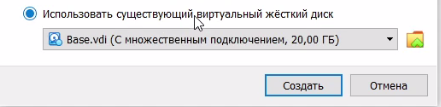 Использовать существующий виртуальный жёсткий диск
Base.vdi (С множественным подключением, 20,00 ГБ)
Создать Отмена